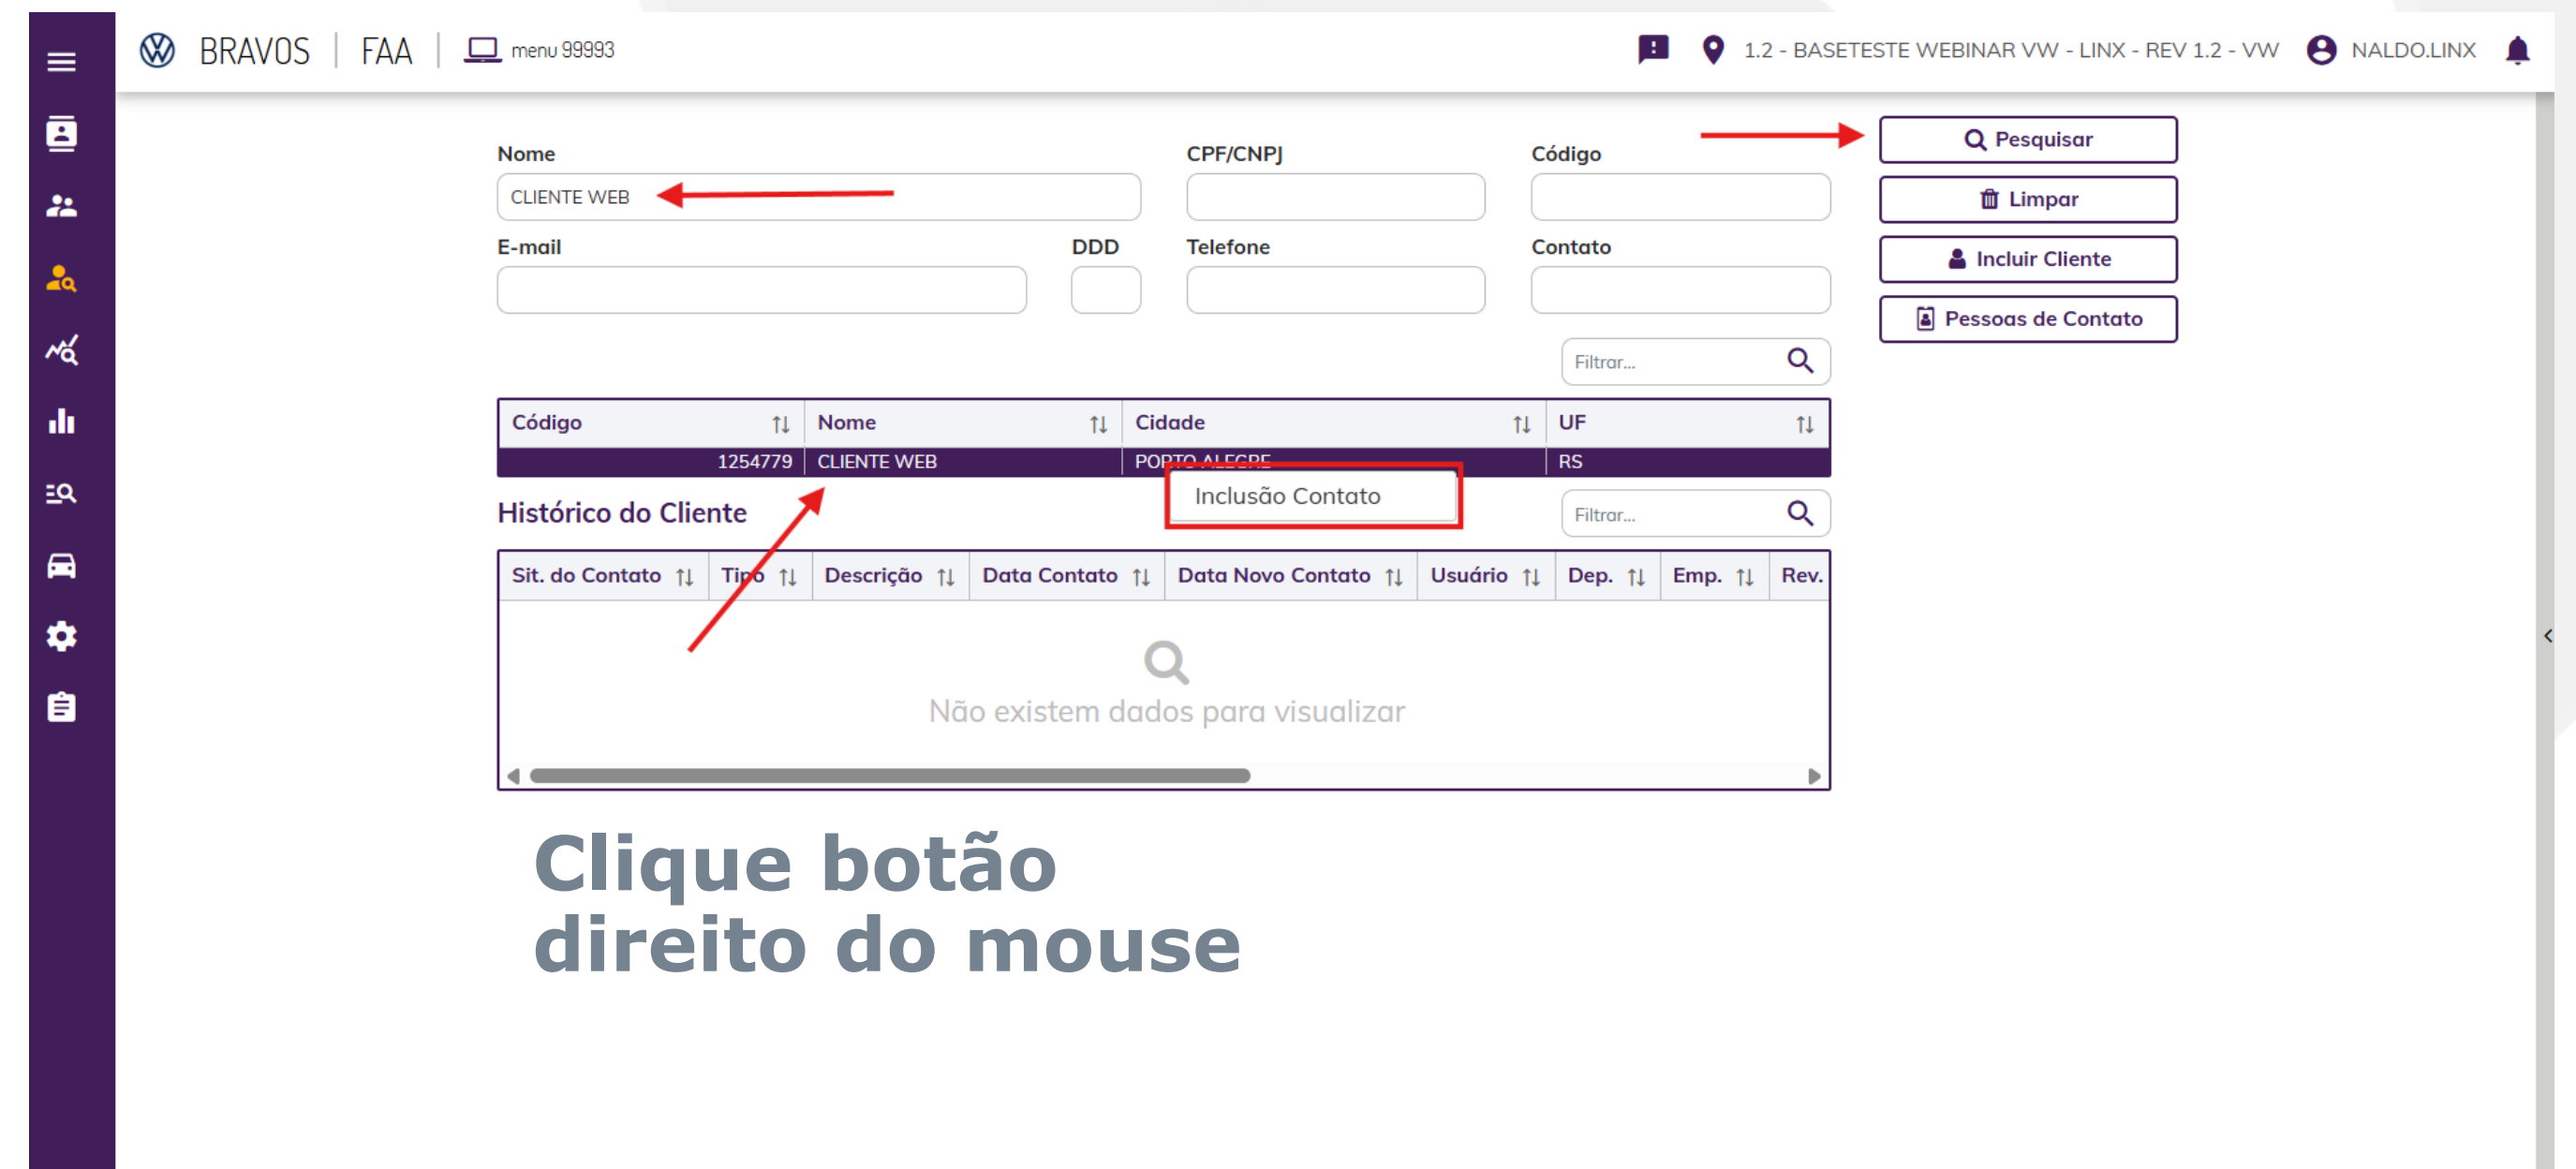 BRAVOS | FAA | menu 99993
1.2 - BASETESTE WEBINAR VW - LINX - REV 1.2 - VW NALDO.LINX
Nome CPF/CNPJ Código
CLIENTE WEB
E-mail DDD Telefone Contato
Pesquisar
Limpar
Incluir Cliente
Pessoas de Contato
Filtrar...
Código Nome Cidade UF
1254779 CLIENTE WEB PORTO ALEGRE RS
Inclusão Contato
Histórico do Cliente
Filtrar...
Sit. do Contato Tipo Descrição Data Contato Data Novo Contato Usuário Dep. Emp. Rev.
Não existem dados para visualizar
Clique botão
direito do mouse